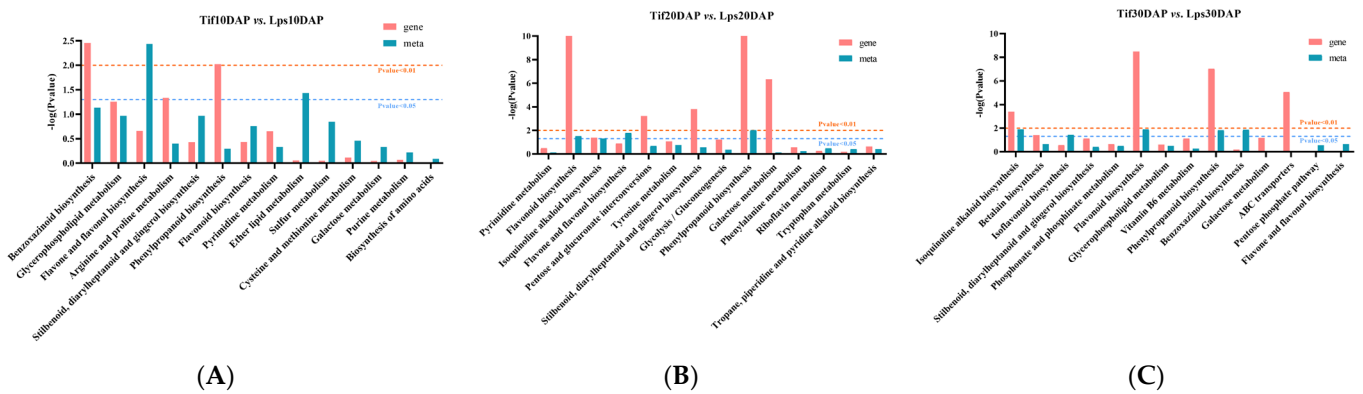 Tif10DAP vs. Lps10DAP
gene
meta
-log(Pvalue)
2.5
2.0
1.5
1.0
0.5
0.0
Pvalue<0.01
Pvalue<0.05
Benzoxazinoid biosynthesis
Glycerophospholipid metabolism
Flavone and flavonol biosynthesis
Arginine and proline metabolism
Stilbenoid, diarylheptanoid and gingerol biosynthesis
Phenylpropanoid biosynthesis
Flavonoid biosynthesis
Pyrimidine metabolism
Ether lipid metabolism
Sulfur metabolism
Cysteine and methionine metabolism
Galactose metabolism
Purine metabolism
Biosynthesis of amino acids
(A)
Tif20DAP vs. Lps20DAP
gene
meta
-log(Pvalue)
10
8
6
4
2
0
Pvalue<0.01
Pvalue<0.05
Pyrimidine metabolism
Flavonoid biosynthesis
Isoquinoline alkaloid biosynthesis
Flavone and flavonol biosynthesis
Pentose and glucuronate interconversions
Tyrosine metabolism
Stilbenoid, diarylheptanoid and gingerol biosynthesis
Glycolysis / Gluconeogenesis
Phenylpropanoid biosynthesis
Galactose metabolism
Phenylalanine metabolism
Riboflavin metabolism
Tryptophan metabolism
Tropane, piperidine and pyridine alkaloid biosynthesis
(B)
Tif30DAP vs. Lps30DAP
gene
meta
-log(Pvalue)
10
8
6
4
2
0
Pvalue<0.01
Pvalue<0.05
Isoquinoline alkaloid biosynthesis
Betalain biosynthesis
Isoflavonoid biosynthesis
Stilbenoid, diarylheptanoid and gingerol biosynthesis
Phosphonate and phosphinate metabolism
Flavonoid biosynthesis
Glycerophospholipid metabolism
Vitamin B6 metabolism
Phenylpropanoid biosynthesis
Benzoxazinoid biosynthesis
Galactose metabolism
ABC transporters
Pentose phosphate pathway
Flavone and flavonol biosynthesis
(C)